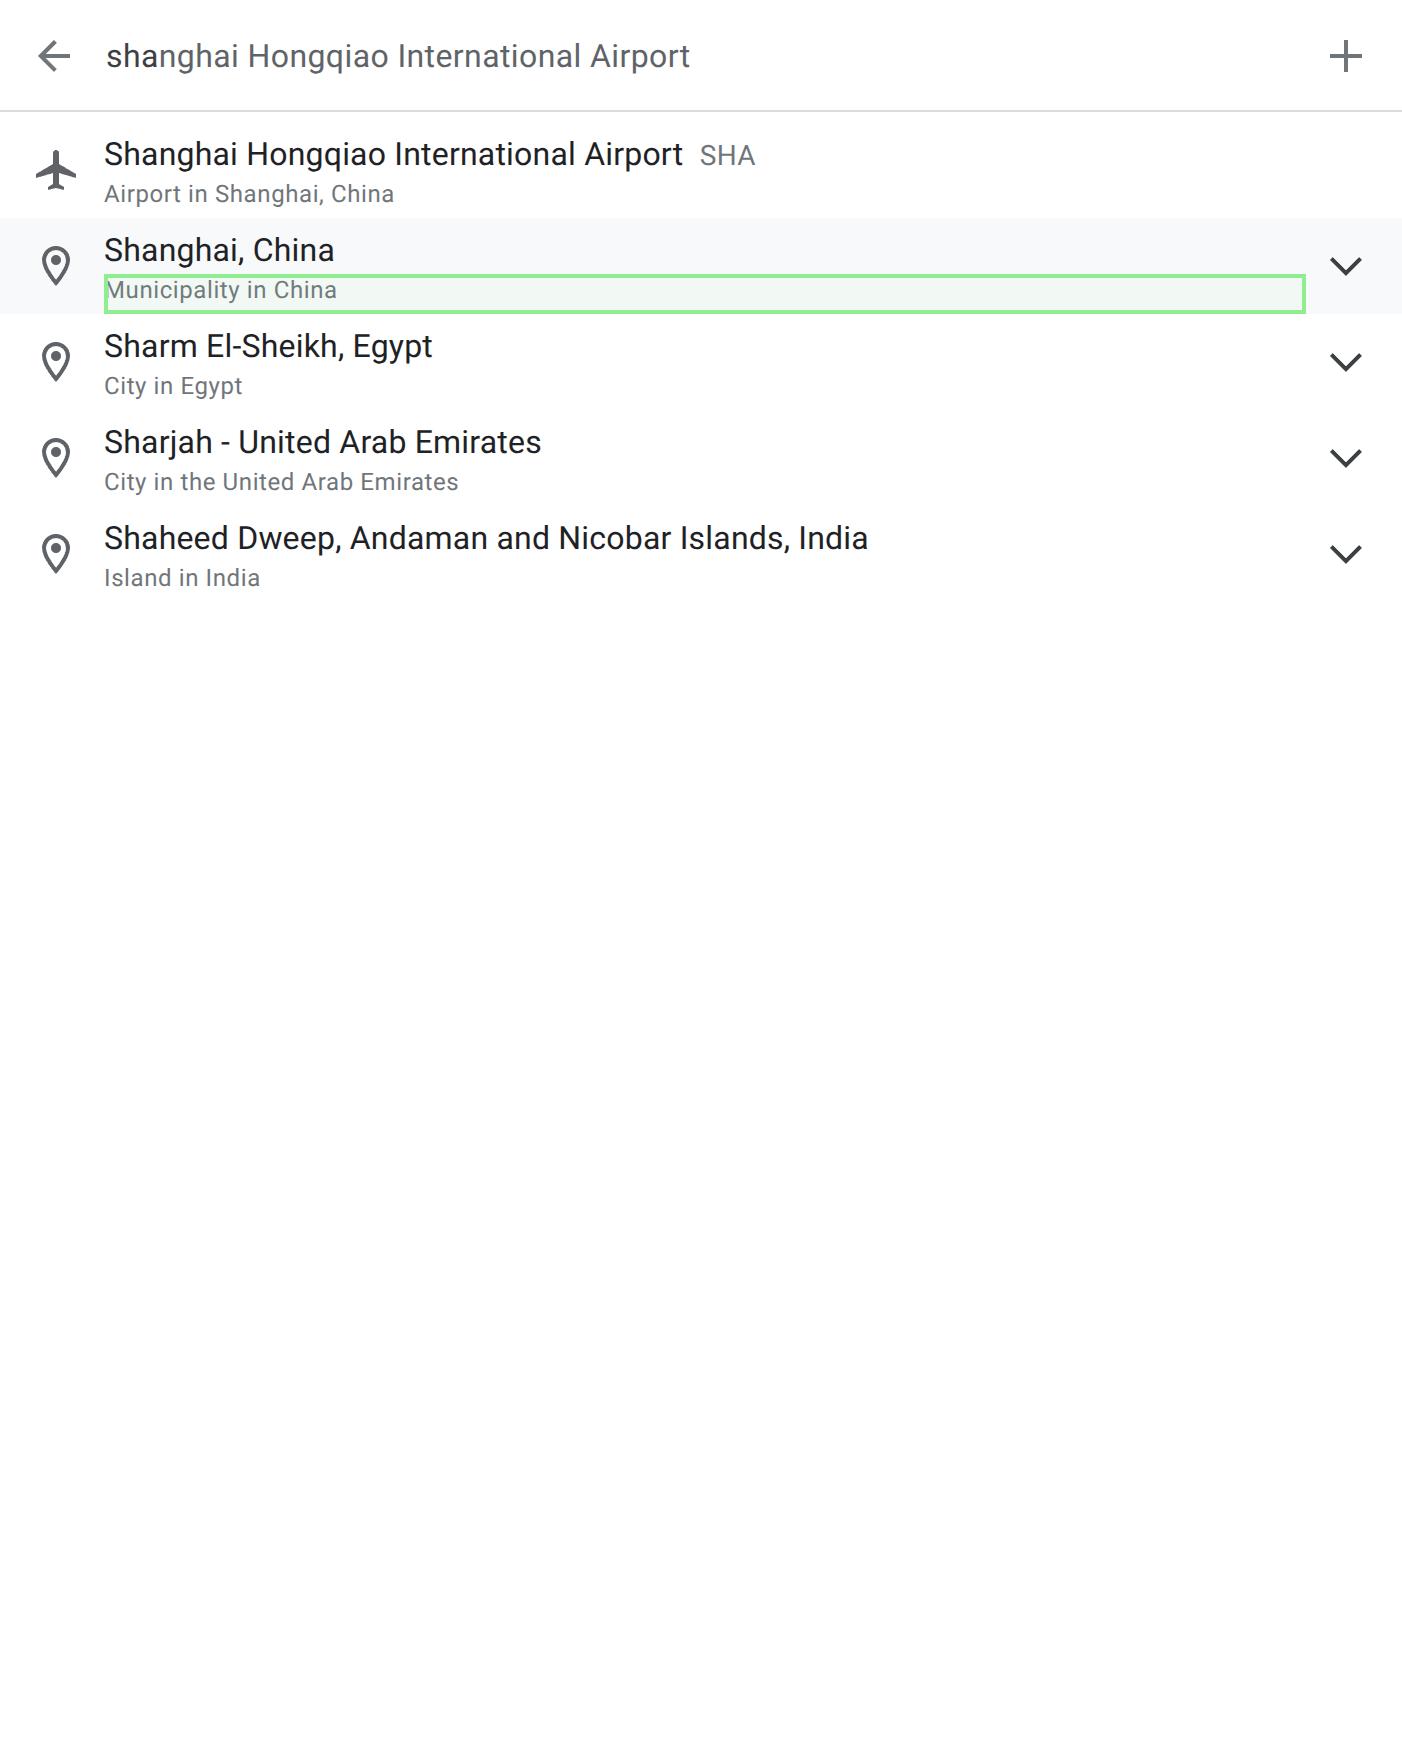 shanghai Hongqiao International Airport
Shanghai Hongqiao International Airport SHA
Airport in Shanghai, China
Shanghai, China
Municipality in China
Sharm El-Sheikh, Egypt
City in Egypt
Sharjah - United Arab Emirates
City in the United Arab Emirates
Shaheed Dweep, Andaman and Nicobar Islands, India
Island in India